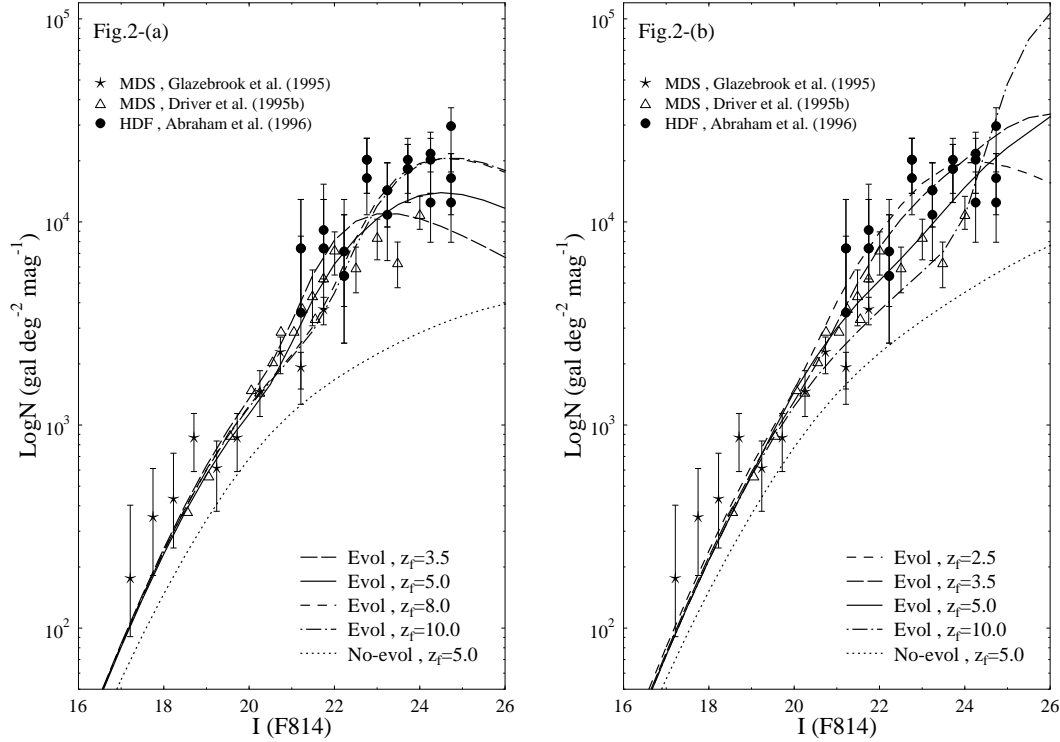 Fig.2-(a)
MDS , Glazebrook et al. (1995)
MDS , Driver et al. (1995b)
HDF , Abraham et al. (1996)
Evol , z_f=3.5
Evol , z_f=5.0
Evol , z_f=8.0
Evol , z_f=10.0
No-evol , z_f=5.0
10^5
10^4
10^3
10^2
LogN (gal deg^-2 mag^-1)
16 18 20 22 24 26
I (F814)
Fig.2-(b)
MDS , Glazebrook et al. (1995)
MDS , Driver et al. (1995b)
HDF , Abraham et al. (1996)
Evol , z_f=2.5
Evol , z_f=3.5
Evol , z_f=5.0
Evol , z_f=10.0
No-evol , z_f=5.0
10^5
10^4
10^3
10^2
LogN (gal deg^-2 mag^-1)
16 18 20 22 24 26
I (F814)